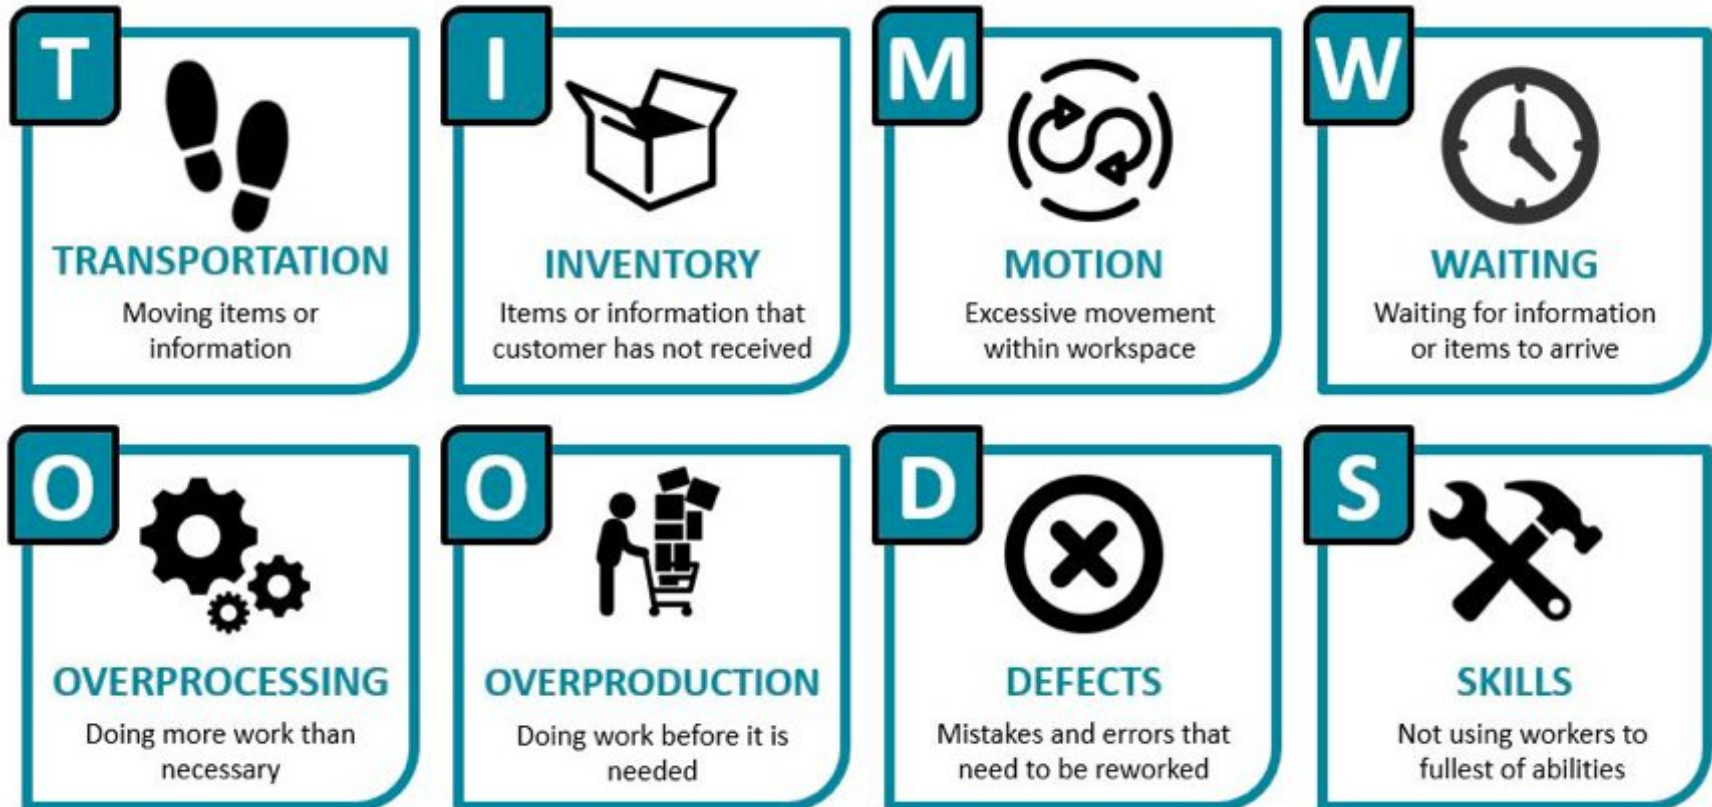 T
TRANSPORTATION
Moving items or
information
I
INVENTORY
Items or information that
customer has not received
M
MOTION
Excessive movement
within workspace
W
WAITING
Waiting for information
or items to arrive
O
OVERPROCESSING
Doing more work than
necessary
O
OVERPRODUCTION
Doing work before it is
needed
D
DEFECTS
Mistakes and errors that
need to be reworked
S
SKILLS
Not using workers to
fullest of abilities